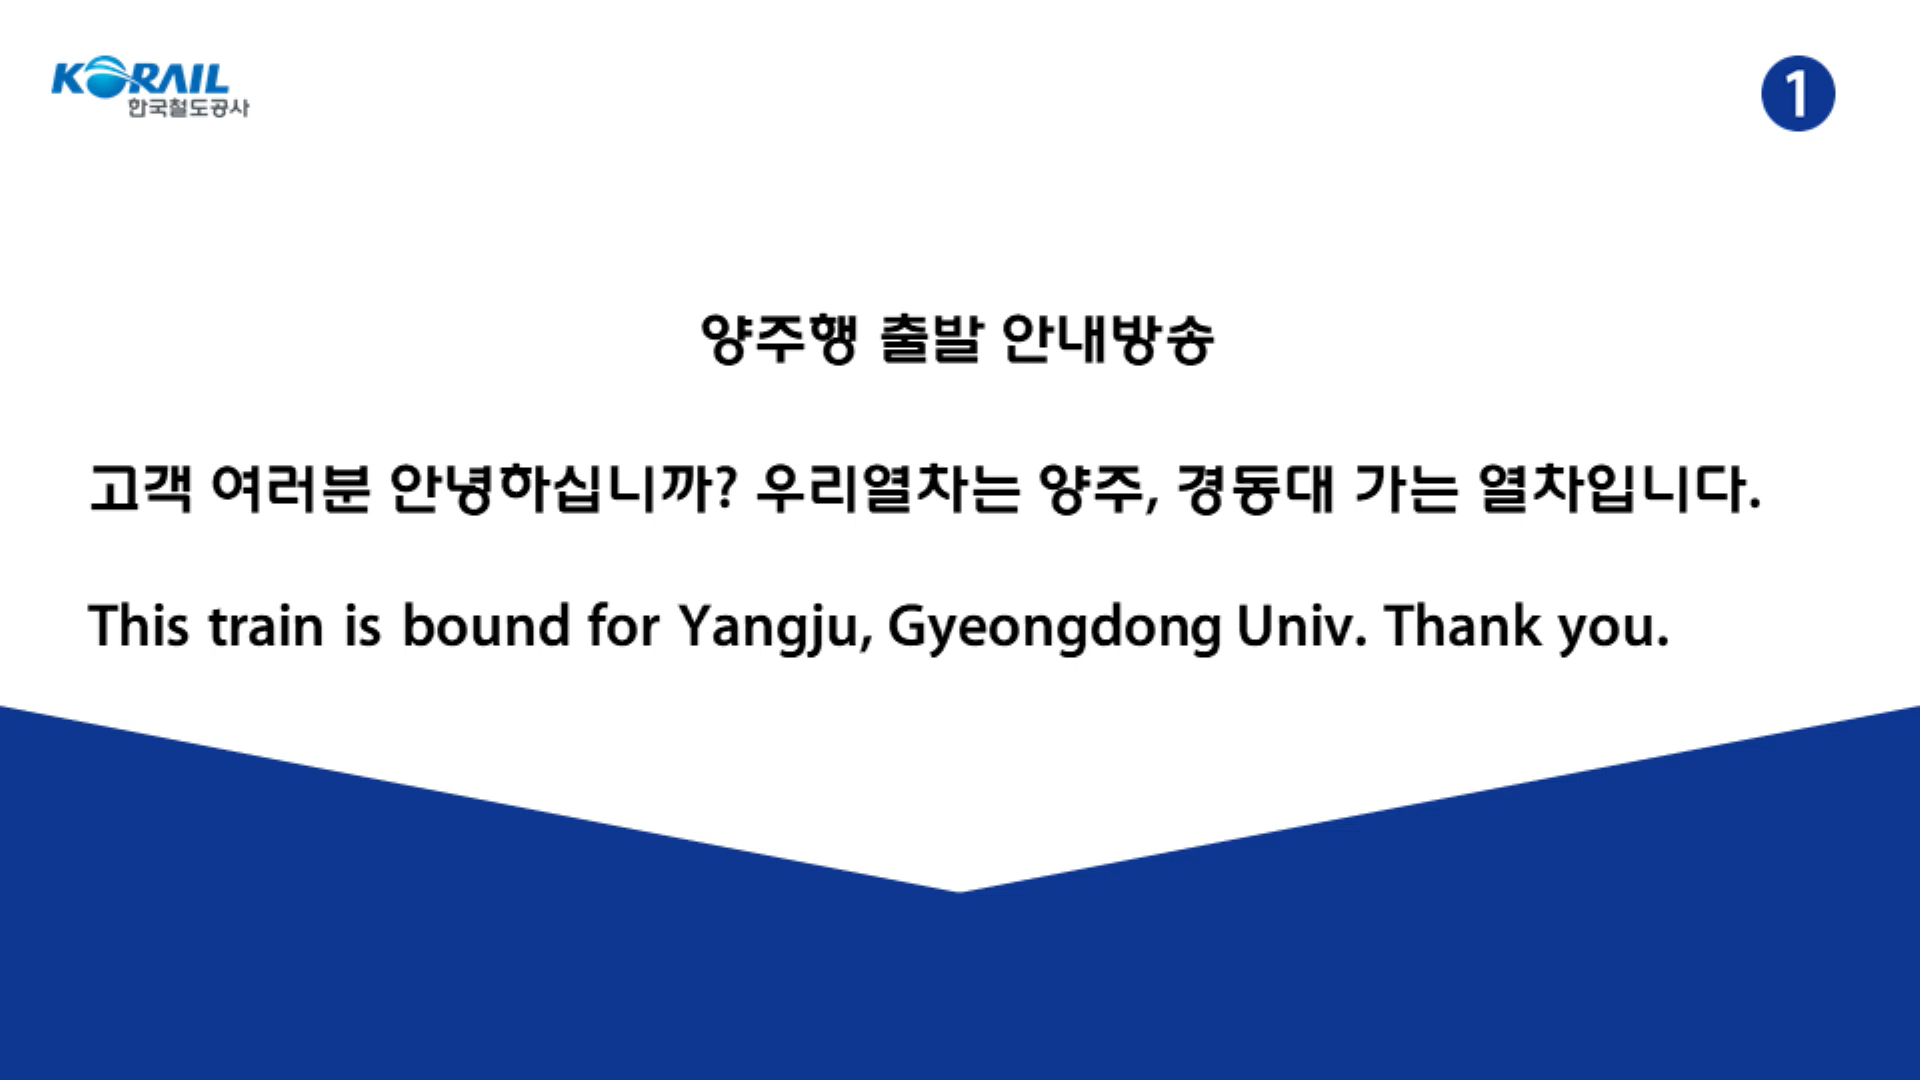 KORAIL
한국철도공사
1
양주행 출발 안내방송
고객 여러분 안녕하십니까? 우리열차는 양주, 경동대 가는 열차입니다.
This train is bound for Yangju, Gyeongdong Univ. Thank you.